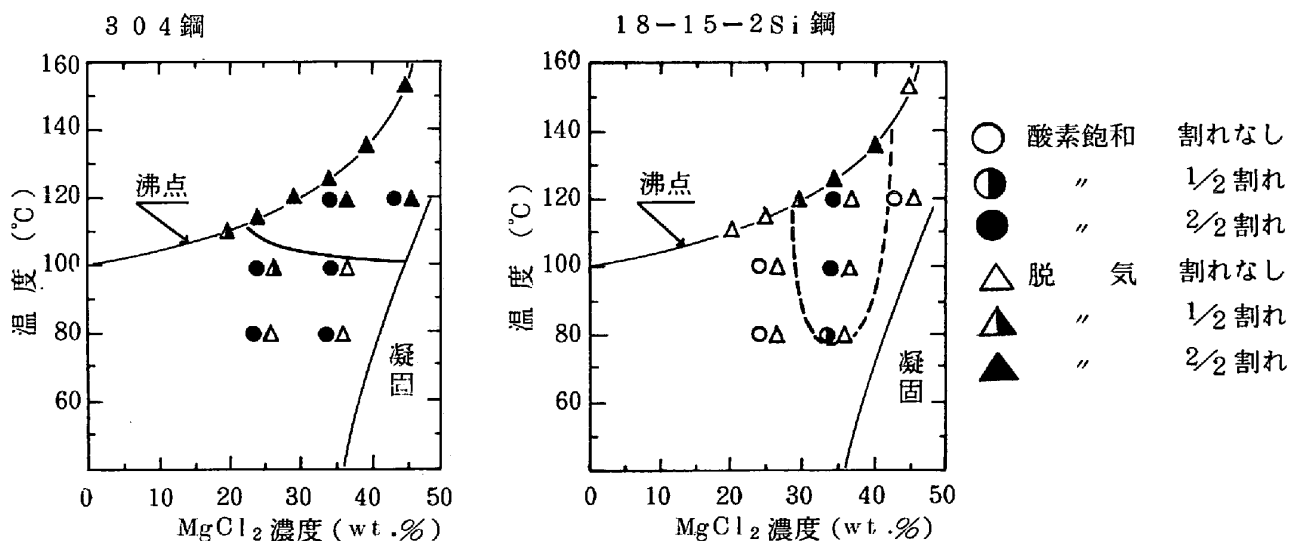 304鋼
160
140
120
100
80
60
温度 (℃)
沸点
凝固
0
10
20
30
40
50
MgCl₂濃度 (wt.%)
18-15-2Si鋼
160
140
120
100
80
60
温度 (℃)
沸点
凝固
0
10
20
30
40
50
MgCl₂濃度 (wt.%)
酸素飽和 割れなし
〃 1/2割れ
〃 2/2割れ
脱気 割れなし
〃 1/2割れ
〃 2/2割れ